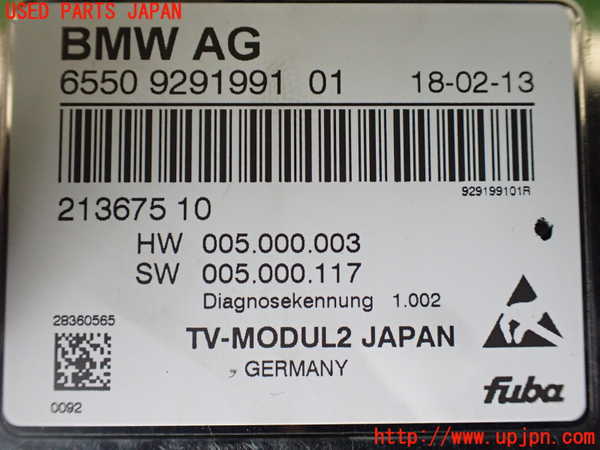 USED PARTS JAPAN
BMW AG
6550 9291991 01 18-02-13
929199101R
213675 10
HW 005.000.003
SW 005.000.117
Diagnosekennung 1.002
28360565
TV-MODUL2 JAPAN
GERMANY
0092
fuba
http://www.upjpn.com